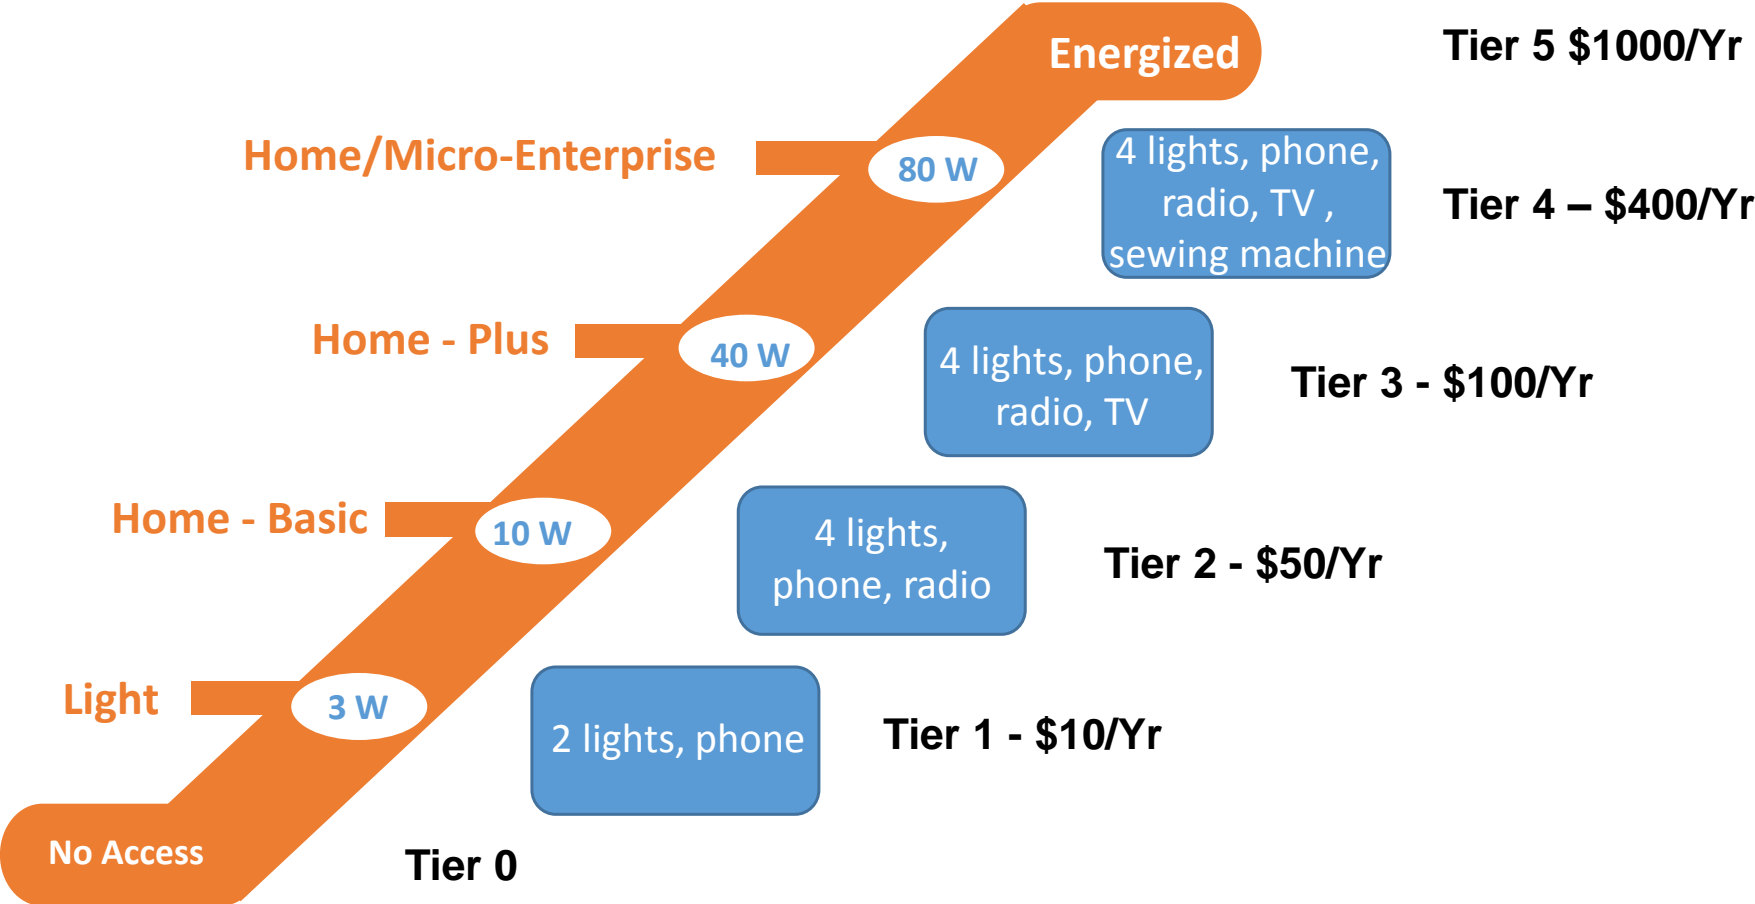 Energized
Tier 5 $1000/Yr
Home/Micro-Enterprise
80 W
4 lights, phone,
radio, TV ,
sewing machine
Tier 4 – $400/Yr
Home - Plus
40 W
4 lights, phone,
radio, TV
Tier 3 - $100/Yr
Home - Basic
10 W
4 lights,
phone, radio
Tier 2 - $50/Yr
Light
3 W
2 lights, phone
Tier 1 - $10/Yr
No Access
Tier 0